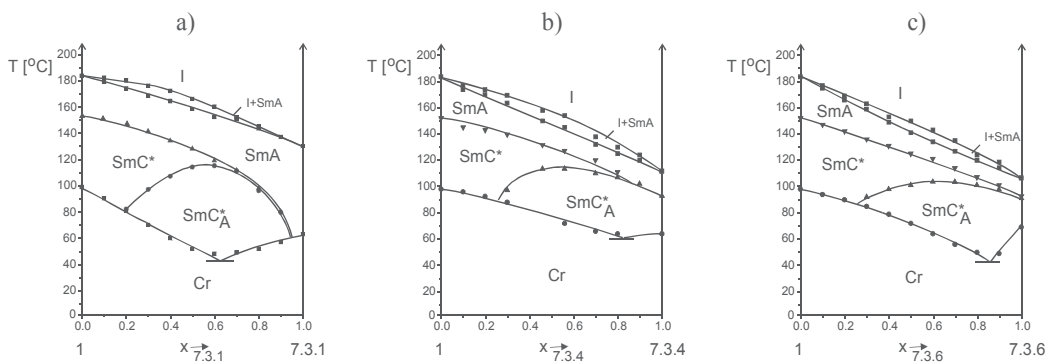 a)
b)
c)
T [°C]
200
180
160
140
120
100
80
60
40
20
0
I
I+SmA
SmA
SmC*
SmC*A
Cr
0.0 0.2 0.4 0.6 0.8 1.0
1 x 7.3.1 → 7.3.1
T [°C]
200
180
160
140
120
100
80
60
40
20
0
I
SmA
I+SmA
SmC*
SmC*A
Cr
0.0 0.2 0.4 0.6 0.8 1.0
1 x 7.3.4 → 7.3.4
T [°C]
200
180
160
140
120
100
80
60
40
20
0
I
SmA
I+SmA
SmC*
SmC*A
Cr
0.0 0.2 0.4 0.6 0.8 1.0
1 x 7.3.6 → 7.3.6